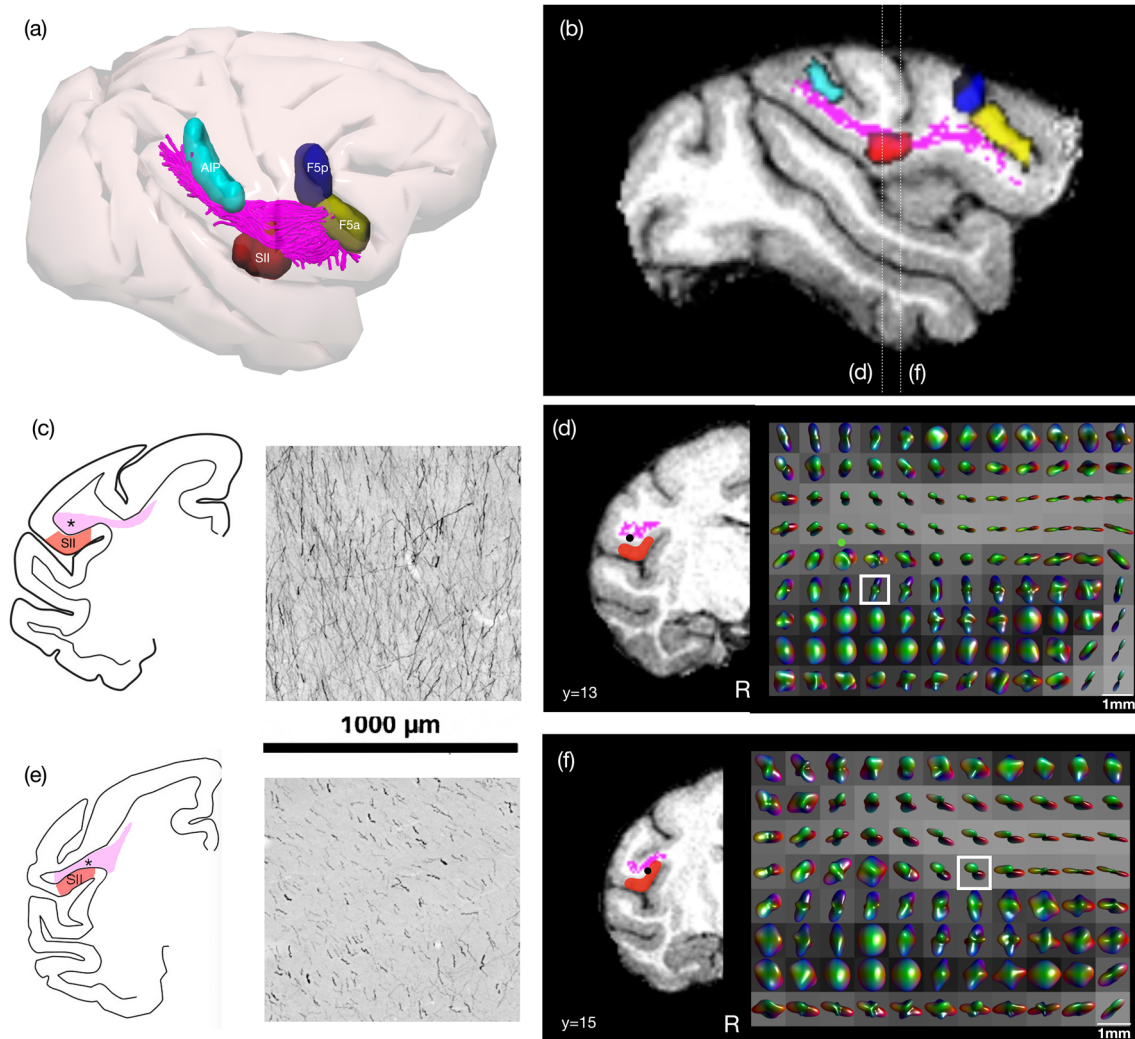 (a)
AIP
F5p
F5a
SII
(b)
(d)
(f)
(c)
*
SII
1000 µm
(d)
y=13
R
1mm
(e)
*
SII
(f)
y=15
R
1mm